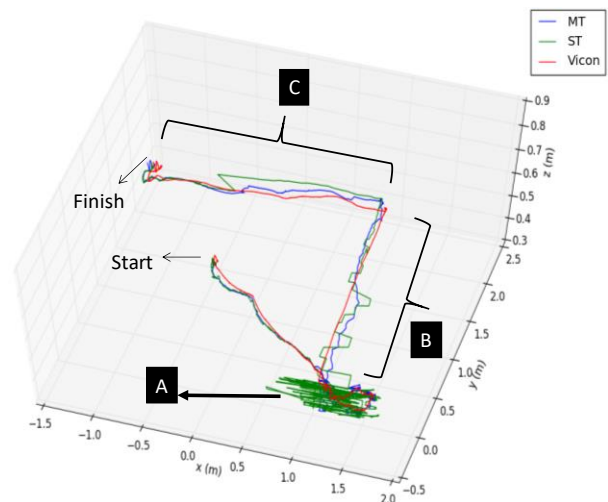 MT
ST
Vicon
C
Finish
Start
A
B
0.9
0.8
0.7
0.6
0.5
0.4
0.3
z (m)
2.5
2.0
1.5
1.0
0.5
0.0
−0.5
y (m)
−1.5
−1.0
−0.5
0.0
0.5
1.0
1.5
2.0
x (m)